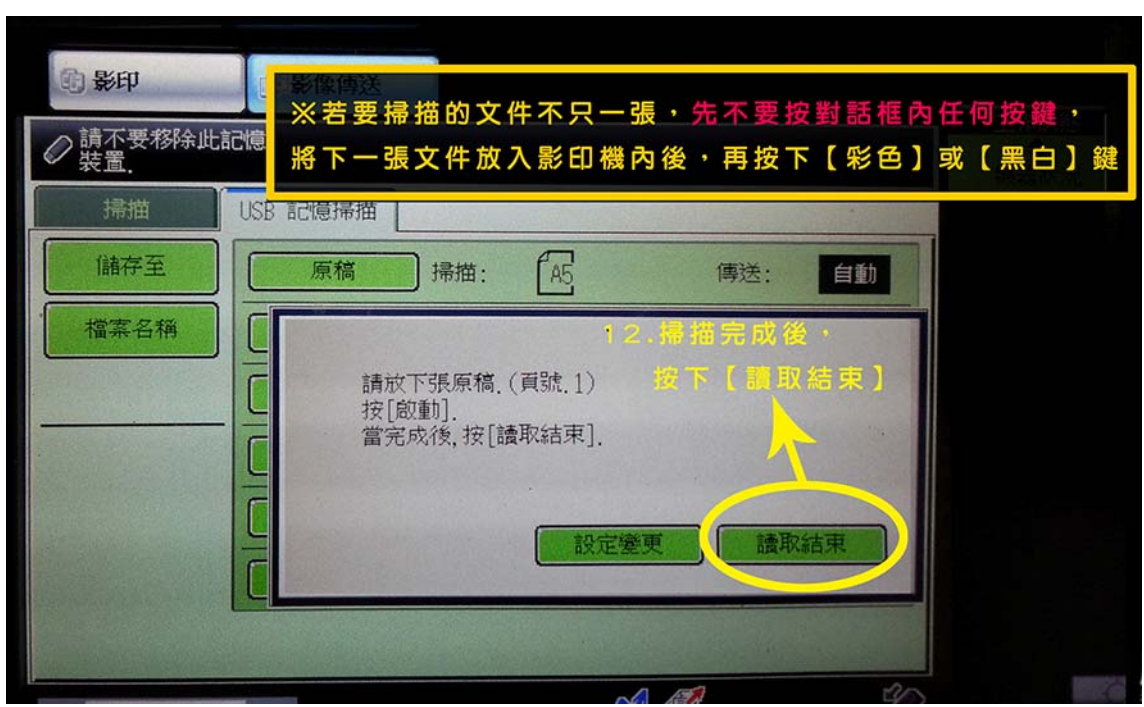 影印
影像傳送
※若要掃描的文件不只一張，先不要按對話框內任何按鍵，
將下一張文件放入影印機內後，再按下【彩色】或【黑白】鍵
請不要移除此記憶
裝置.
掃描
USB 記憶掃描
儲存至
原稿
掃描:
A5
傳送:
自動
檔案名稱
12.掃描完成後，
按下【讀取結束】
請放下張原稿.(頁號.1)
按[啟動].
當完成後,按[讀取結束].
設定變更
讀取結束